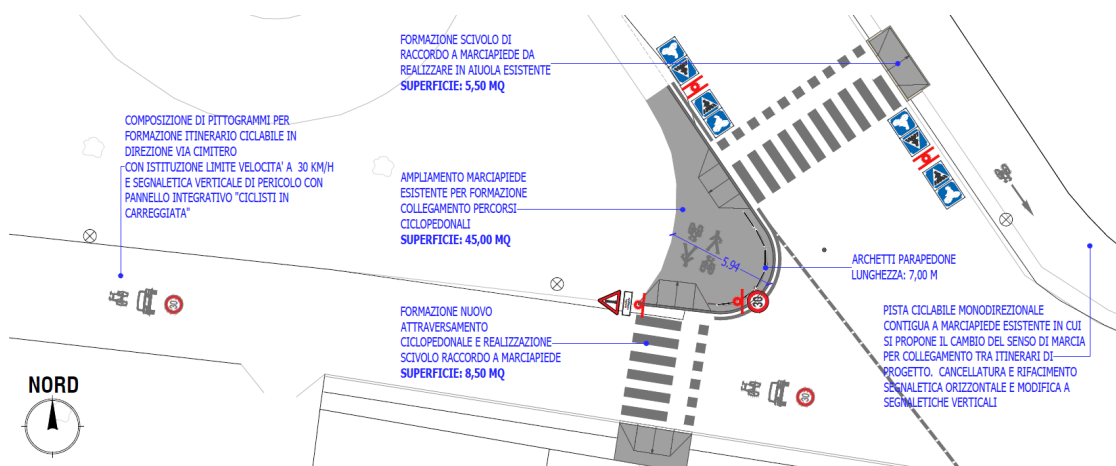 FORMAZIONE SCIVOLO DI
RACCORDO A MARCIAPIEDE DA
REALIZZARE IN AIUOLA ESISTENTE
SUPERFICIE: 5,50 MQ
COMPOSIZIONE DI PITTOGRAMMI PER
FORMAZIONE ITINERARIO CICLABILE IN
DIREZIONE VIA CIMITERO
CON ISTITUZIONE LIMITE VELOCITA' A 30 KM/H
E SEGNALETICA VERTICALE DI PERICOLO CON
PANNELLO INTEGRATIVO "CICLISTI IN
CARREGGIATA"
AMPLIAMENTO MARCIAPIEDE
ESISTENTE PER FORMAZIONE
COLLEGAMENTO PERCORSI
CICLOPEDONALI
SUPERFICIE: 45,00 MQ
5.94
ARCHETTI PARAPEDONE
LUNGHEZZA: 7,00 M
30
30
FORMAZIONE NUOVO
ATTRAVERSAMENTO
CICLOPEDONALE E REALIZZAZIONE
SCIVOLO RACCORDO A MARCIAPIEDE
SUPERFICIE: 8,50 MQ
PISTA CICLABILE MONODIREZIONALE
CONTIGUA A MARCIAPIEDE ESISTENTE IN CUI
SI PROPONE IL CAMBIO DEL SENSO DI MARCIA
PER COLLEGAMENTO TRA ITINERARI DI
PROGETTO. CANCELLATURA E RIFACIMENTO
SEGNALETICA ORIZZONTALE E MODIFICA A
SEGNALETICHE VERTICALI
30
NORD